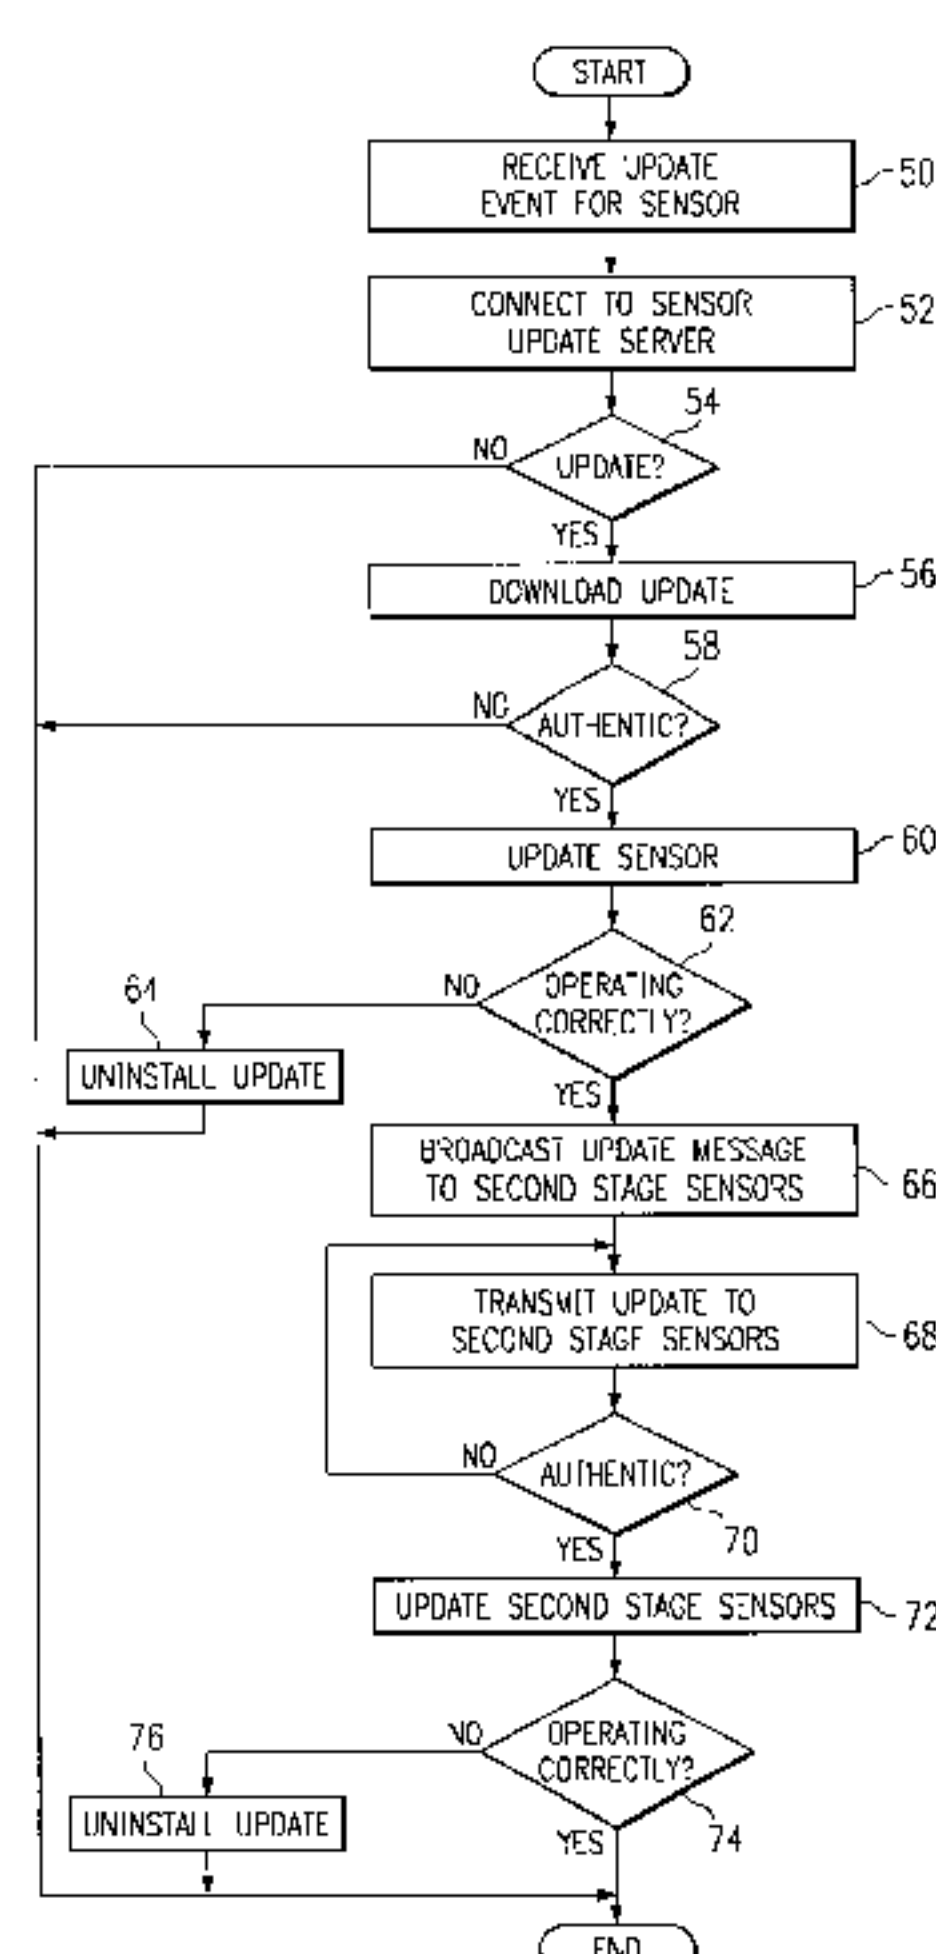 START
RECEIVE UPDATE
EVENT FOR SENSOR
50
CONNECT TO SENSOR
UPDATE SERVER
52
54
NO
UPDATE?
YES
DOWNLOAD UPDATE
56
58
NO
AUTHENTIC?
YES
UPDATE SENSOR
60
62
NO
OPERATING
CORRECTLY?
64
UNINSTALL UPDATE
YES
BROADCAST UPDATE MESSAGE
TO SECOND STAGE SENSORS
66
TRANSMIT UPDATE TO
SECOND STAGE SENSORS
68
NO
AUTHENTIC?
70
YES
UPDATE SECOND STAGE SENSORS
72
76
NO
OPERATING
CORRECTLY?
74
UNINSTALL UPDATE
YES
END